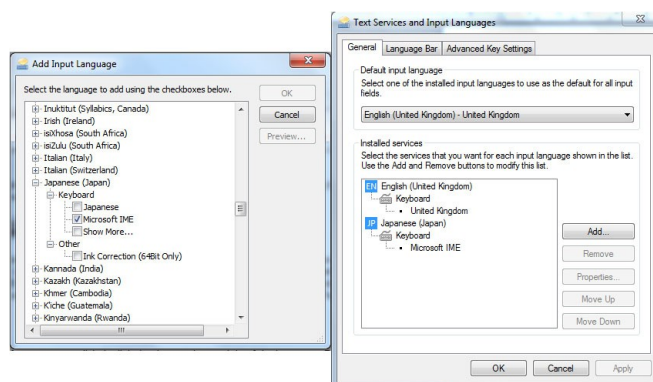 Add Input Language
Select the language to add using the checkboxes below.
Inuktitut (Syllabics, Canada)
Irish (Ireland)
isiXhosa (South Africa)
isiZulu (South Africa)
Italian (Italy)
Italian (Switzerland)
Japanese (Japan)
Keyboard
Japanese
Microsoft IME
Show More...
Other
Ink Correction (64Bit Only)
Kannada (India)
Kazakh (Kazakhstan)
Khmer (Cambodia)
K'iche (Guatemala)
Kinyarwanda (Rwanda)
OK
Cancel
Preview...
Text Services and Input Languages
General Language Bar Advanced Key Settings
Default input language
Select one of the installed input languages to use as the default for all input
fields.
English (United Kingdom) - United Kingdom
Installed services
Select the services that you want for each input language shown in the list.
Use the Add and Remove buttons to modify this list.
EN English (United Kingdom)
Keyboard
United Kingdom
JP Japanese (Japan)
Keyboard
Microsoft IME
Add...
Remove
Properties...
Move Up
Move Down
OK Cancel Apply